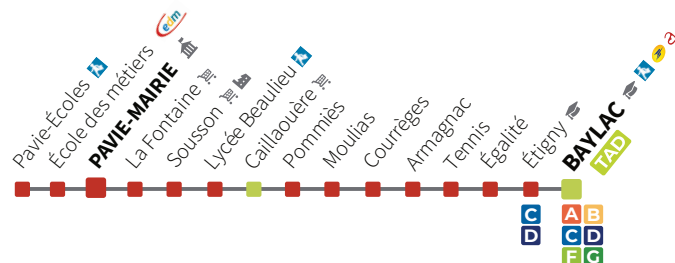 Pavie-Écoles
École des métiers
edm
PAVIE-MAIRIE
La Fontaine
Sousson
Lycée Beaulieu
Caillaouère
Pommiès
Moulias
Courrèges
Armagnac
Tennis
Égalité
Étigny
BAYLAC
TAD
C
D
A B
C D
F G